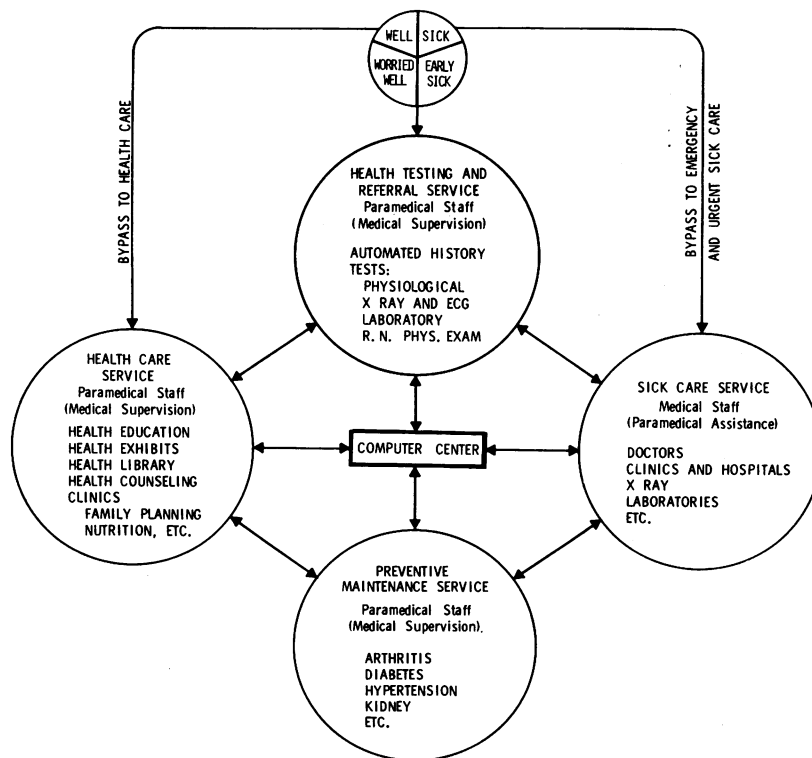 WELL
SICK
WORRIED
WELL
EARLY
SICK
BYPASS TO HEALTH CARE
BYPASS TO EMERGENCY
AND URGENT SICK CARE
HEALTH TESTING AND
REFERRAL SERVICE
Paramedical Staff
(Medical Supervision)
AUTOMATED HISTORY
TESTS:
PHYSIOLOGICAL
X RAY AND ECG
LABORATORY
R. N. PHYS. EXAM
HEALTH CARE
SERVICE
Paramedical Staff
(Medical Supervision)
HEALTH EDUCATION
HEALTH EXHIBITS
HEALTH LIBRARY
HEALTH COUNSELING
CLINICS
FAMILY PLANNING
NUTRITION, ETC.
COMPUTER CENTER
SICK CARE SERVICE
Medical Staff
(Paramedical Assistance)
DOCTORS
CLINICS AND HOSPITALS
X RAY
LABORATORIES
ETC.
PREVENTIVE
MAINTENANCE SERVICE
Paramedical Staff
(Medical Supervision).
ARTHRITIS
DIABETES
HYPERTENSION
KIDNEY
ETC.